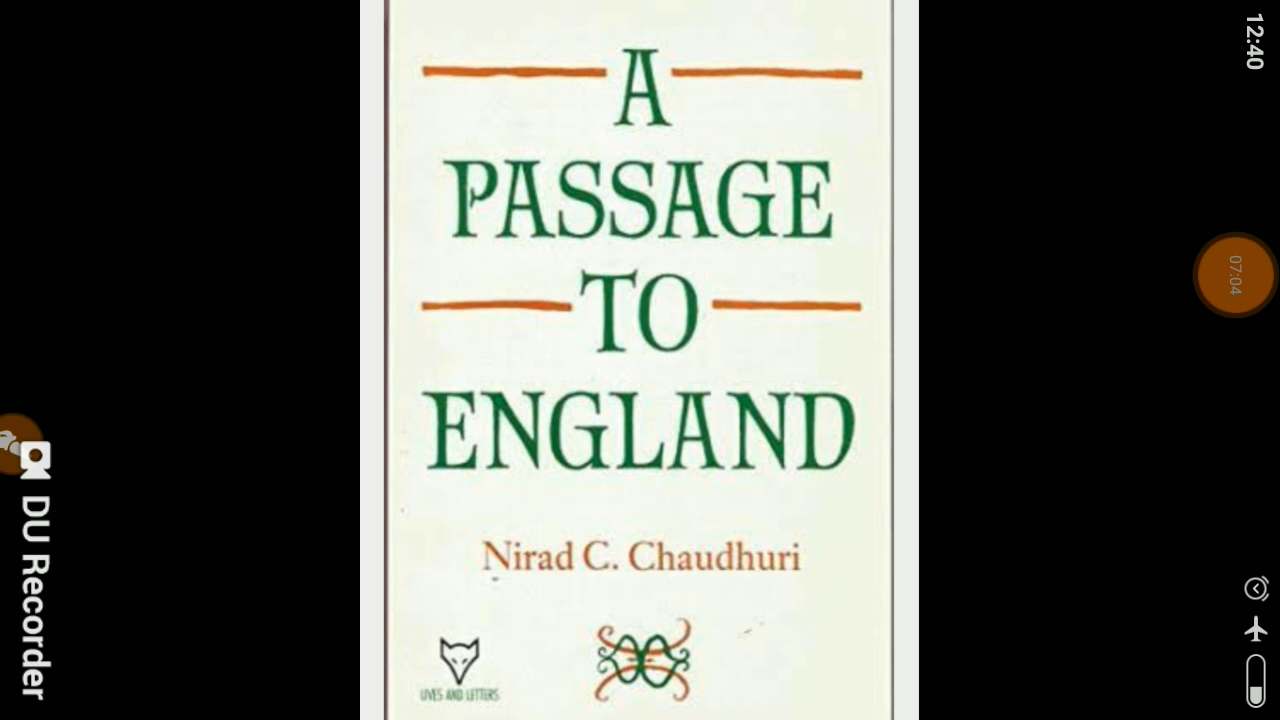 A
PASSAGE
TO
ENGLAND
Nirad C. Chaudhuri
LIVES AND LETTERS
12:40
07:04
DU Recorder